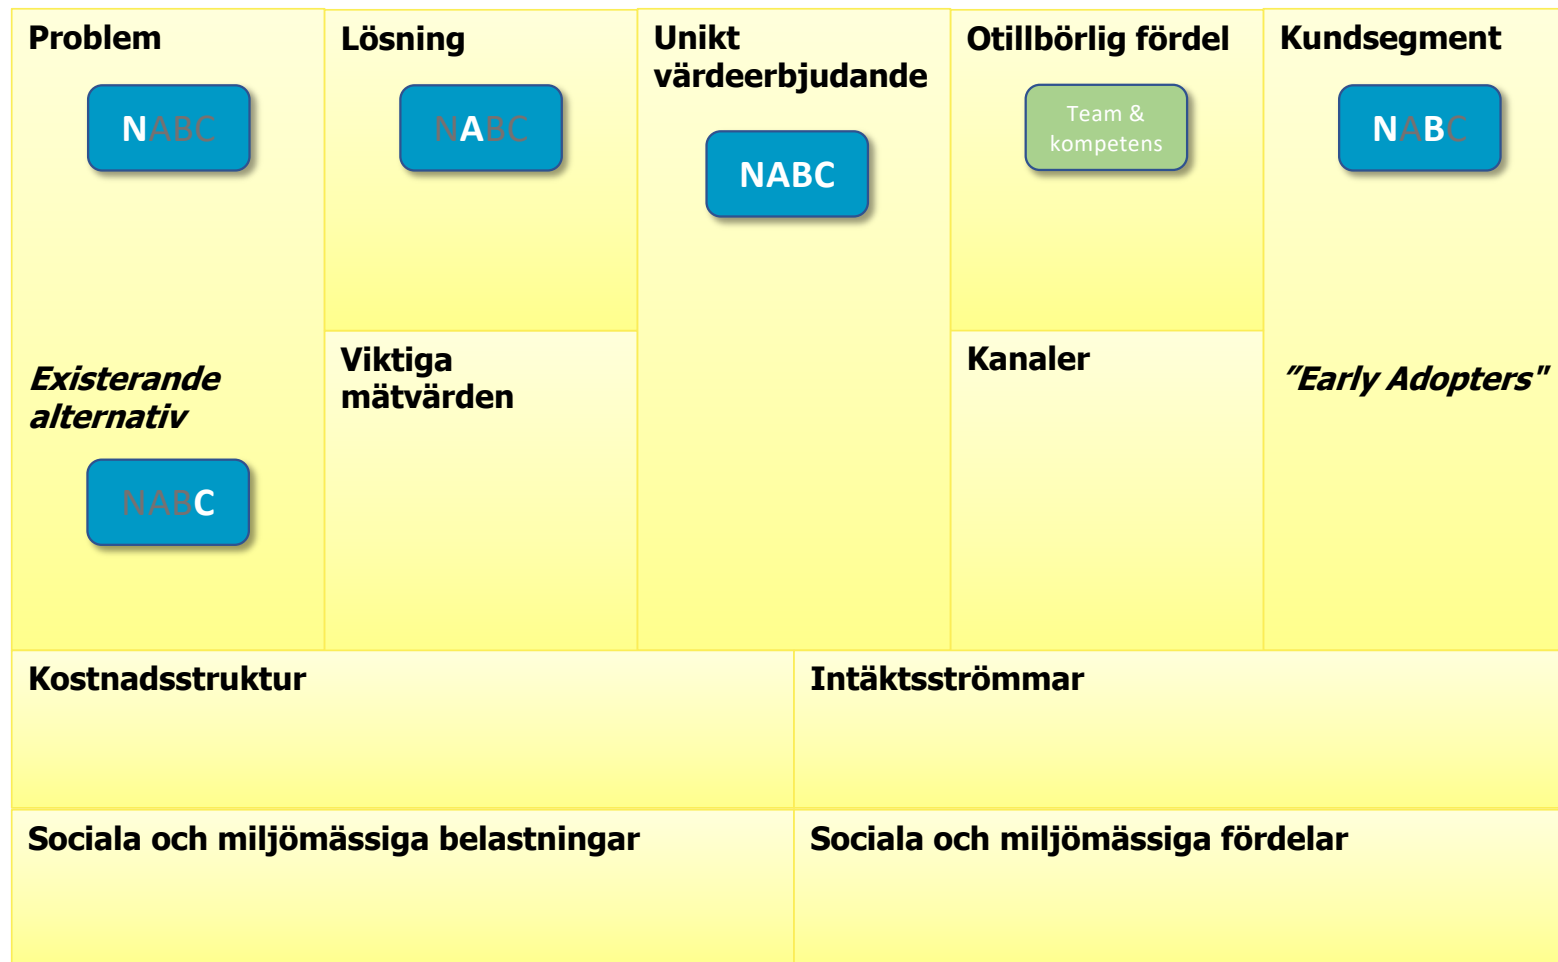 Problem
NABC
Existerande
alternativ
NABC
Lösning
NABC
Viktiga
mätvärden
Unikt
värdeerbjudande
NABC
Otillbörlig fördel
Team &
kompetens
Kanaler
Kundsegment
NABC
”Early Adopters"
Kostnadsstruktur
Intäktsströmmar
Sociala och miljömässiga belastningar
Sociala och miljömässiga fördelar